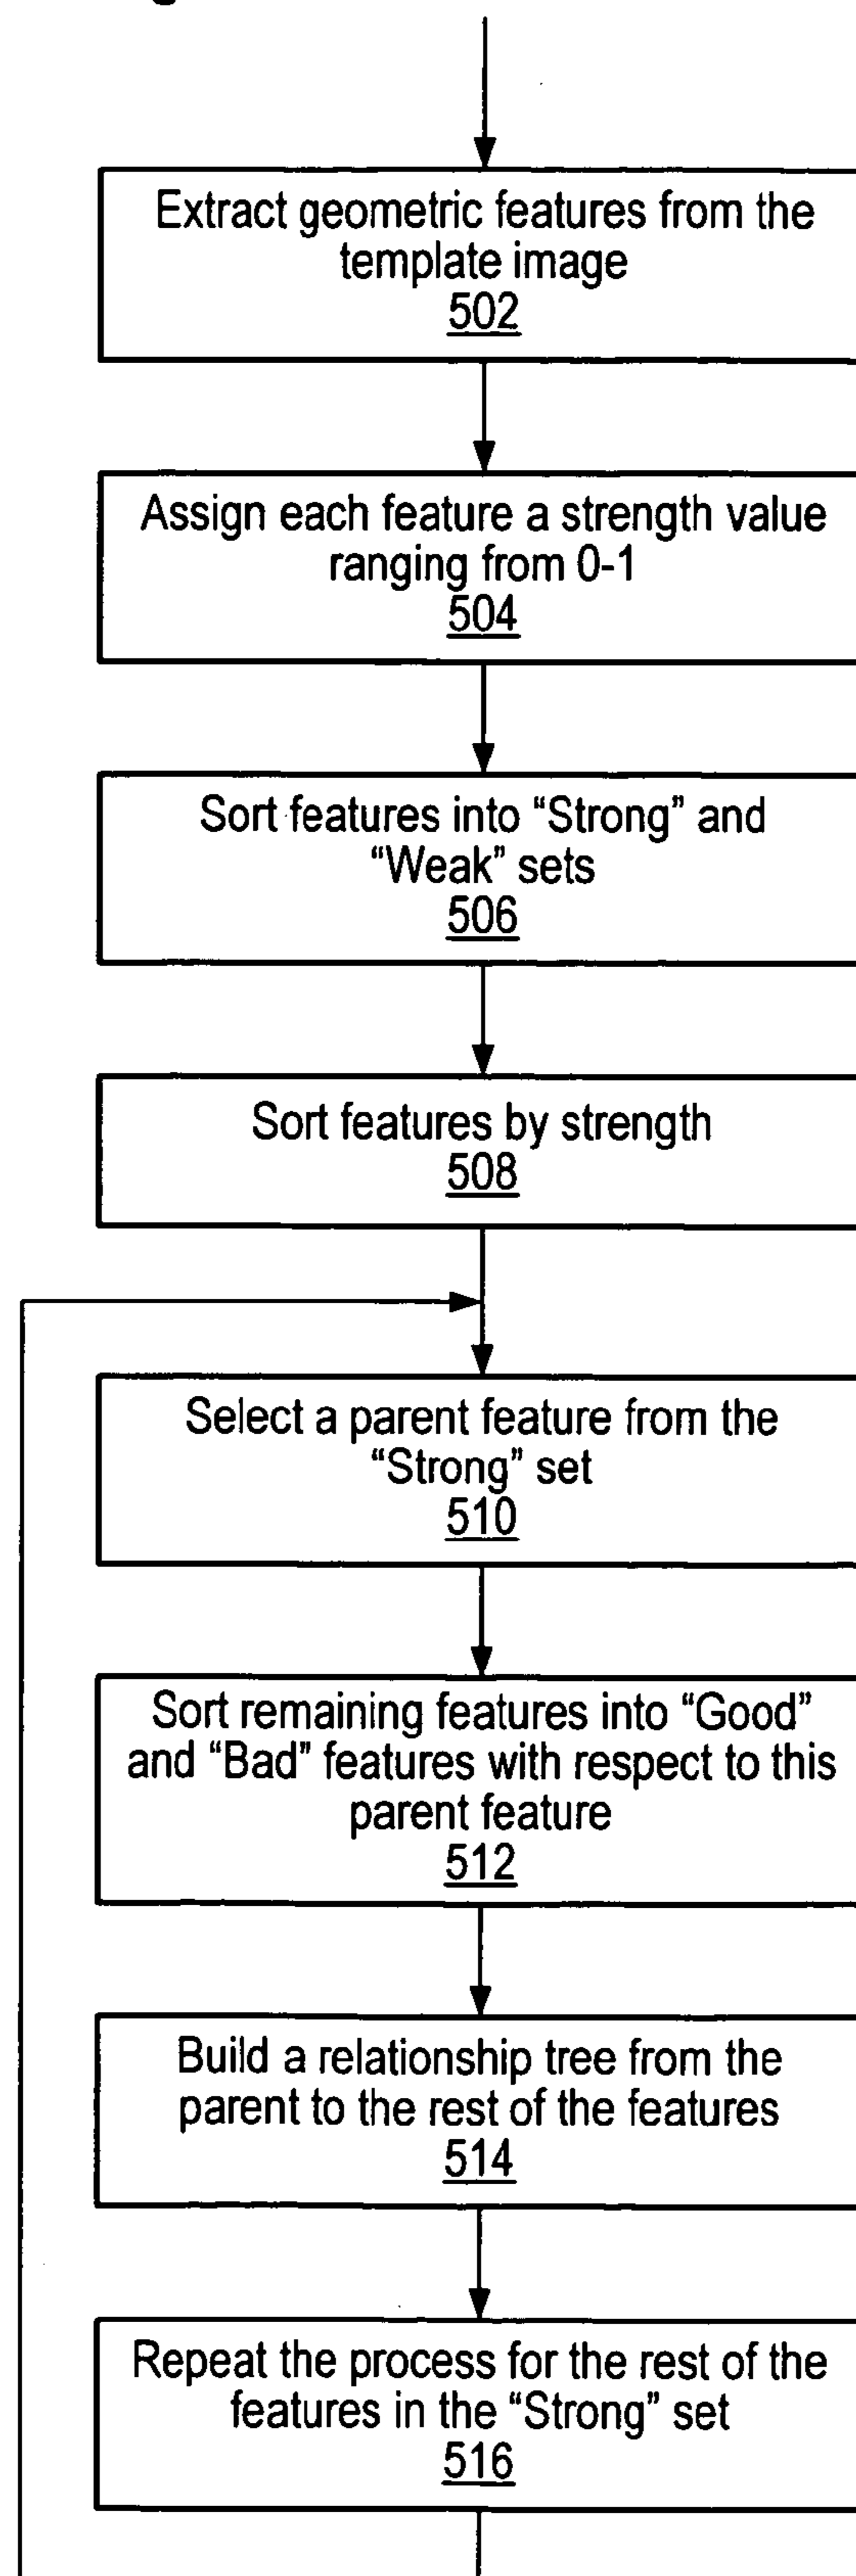 Extract geometric features from the
template image
502
Assign each feature a strength value
ranging from 0-1
504
Sort features into “Strong” and
“Weak” sets
506
Sort features by strength
508
Select a parent feature from the
“Strong” set
510
Sort remaining features into “Good”
and “Bad” features with respect to this
parent feature
512
Build a relationship tree from the
parent to the rest of the features
514
Repeat the process for the rest of the
features in the “Strong” set
516